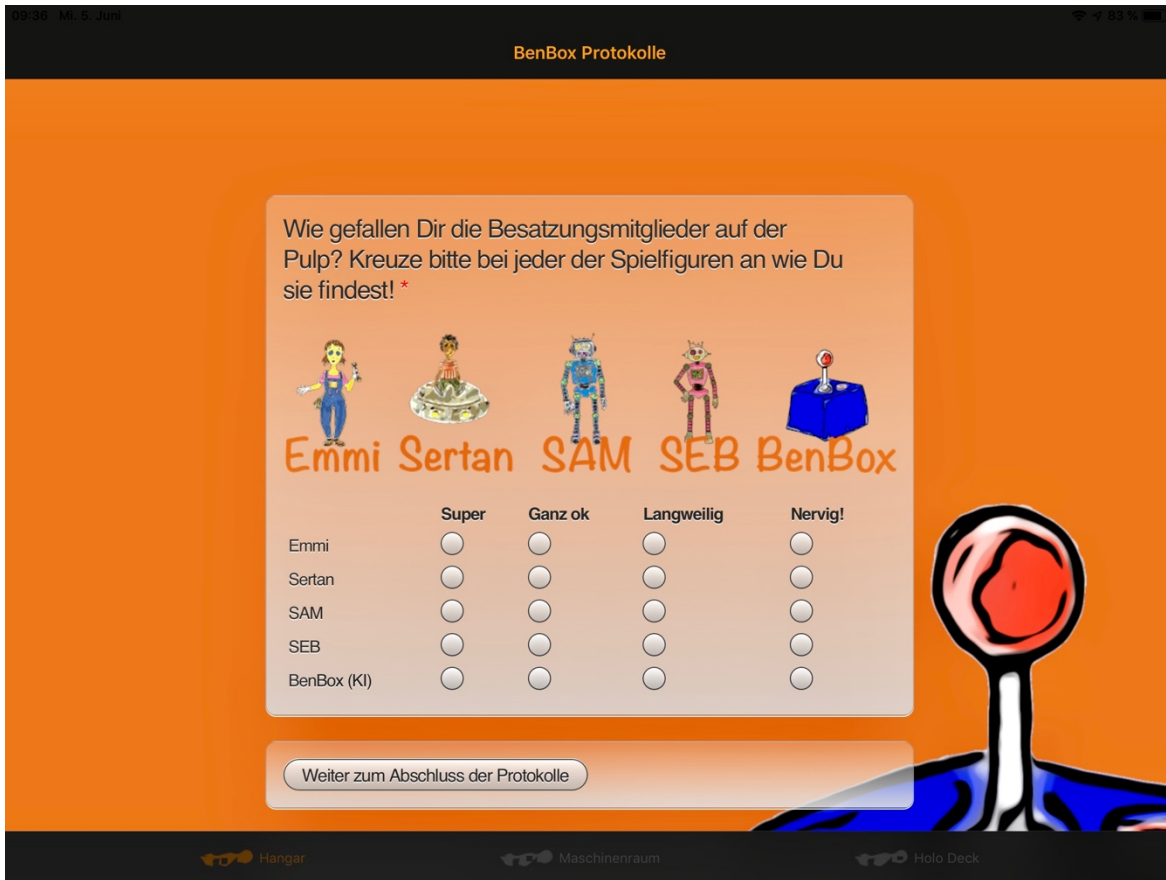 09:36 Mi. 5. Juni 83 %
BenBox Protokolle
Wie gefallen Dir die Besatzungsmitglieder auf der
Pulp? Kreuze bitte bei jeder der Spielfiguren an wie Du
sie findest! *
Emmi Sertan SAM SEB BenBox
Super Ganz ok Langweilig Nervig!
Emmi
Sertan
SAM
SEB
BenBox (KI)
Weiter zum Abschluss der Protokolle
Hangar Maschinenraum Holo Deck